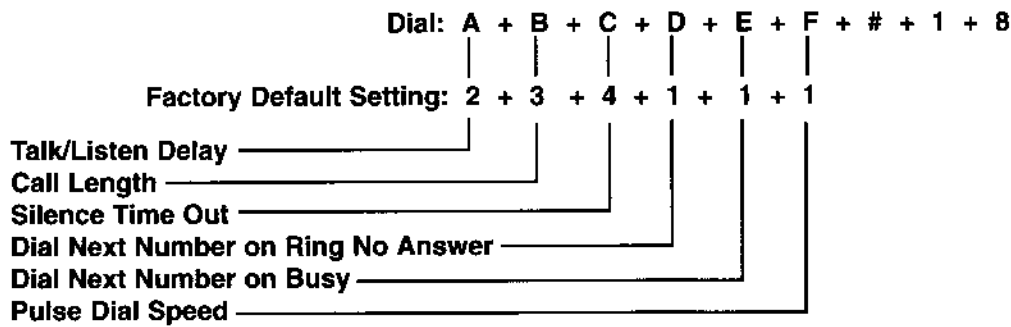 Dial: A + B + C + D + E + F + # + 1 + 8
Factory Default Setting: 2 + 3 + 4 + 1 + 1 + 1
Talk/Listen Delay
Call Length
Silence Time Out
Dial Next Number on Ring No Answer
Dial Next Number on Busy
Pulse Dial Speed